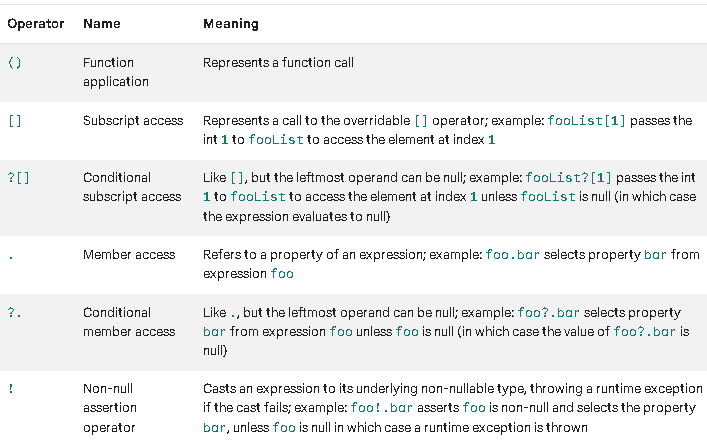 Operator Name Meaning
() Function Represents a function call
application
[] Subscript access Represents a call to the overridable [] operator; example: fooList[1] passes the
int 1 to fooList to access the element at index 1
?[] Conditional Like [], but the leftmost operand can be null; example: fooList?[1] passes the int
subscript access 1 to fooList to access the element at index 1 unless fooList is null (in which case
the expression evaluates to null)
. Member access Refers to a property of an expression; example: foo.bar selects property bar from
expression foo
?. Conditional Like ., but the leftmost operand can be null; example: foo?.bar selects property
member access bar from expression foo unless foo is null (in which case the value of foo?.bar is
null)
! Non-null Casts an expression to its underlying non-nullable type, throwing a runtime exception
assertion if the cast fails; example: foo!.bar asserts foo is non-null and selects the property
operator bar, unless foo is null in which case a runtime exception is thrown